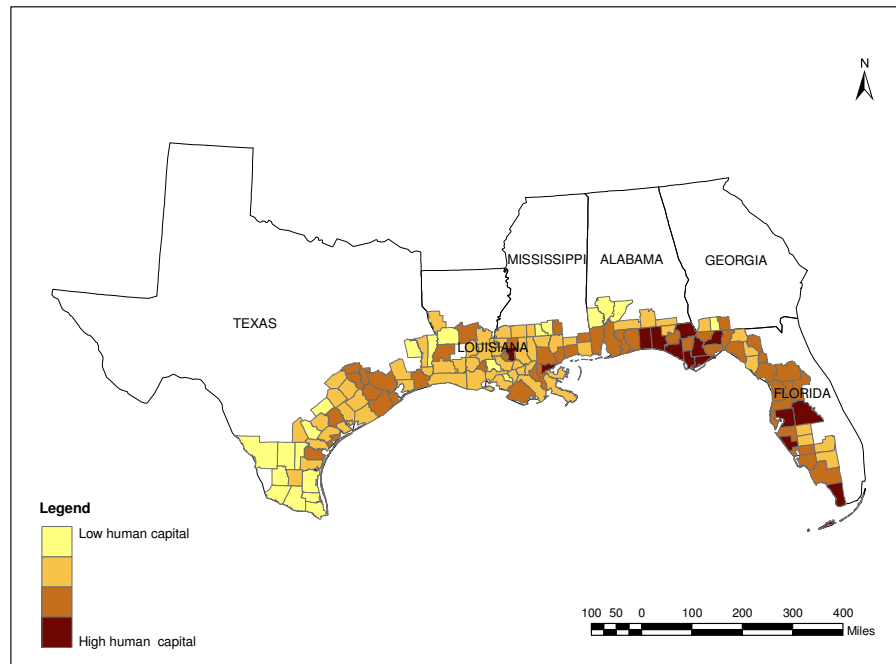 N
MISSISSIPPI
ALABAMA
GEORGIA
TEXAS
LOUISIANA
FLORIDA
Legend
Low human capital
High human capital
100 50 0 100 200 300 400
Miles